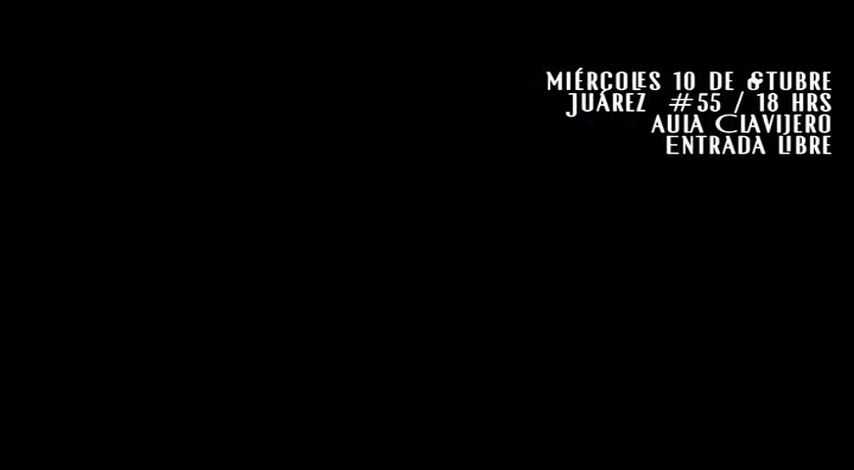 MIÉRCOLES 10 DE OCTUBRE
JUÁREZ #55 / 18 HRS
AULA CLAVIJERO
ENTRADA LIBRE